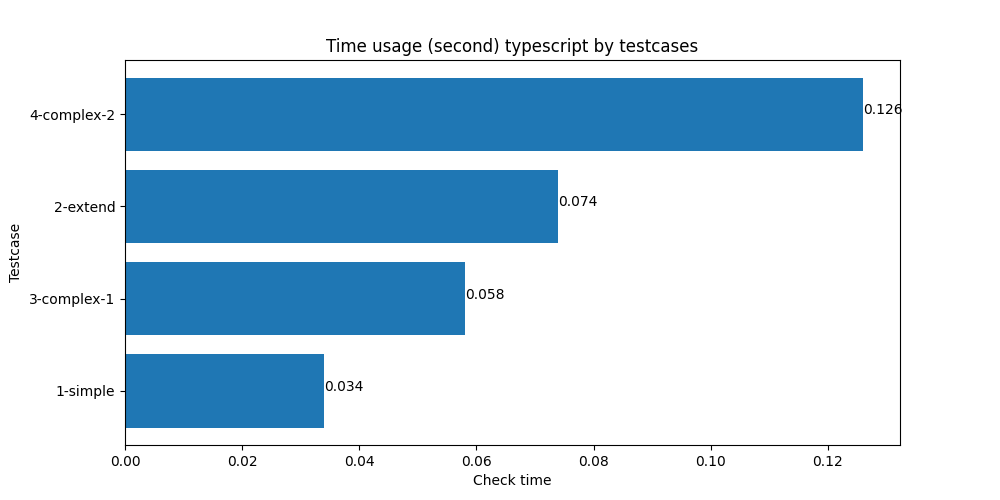 Time usage (second) typescript by testcases
Testcase
4-complex-2
0.126
2-extend
0.074
3-complex-1
0.058
1-simple
0.034
0.00 0.02 0.04 0.06 0.08 0.10 0.12
Check time